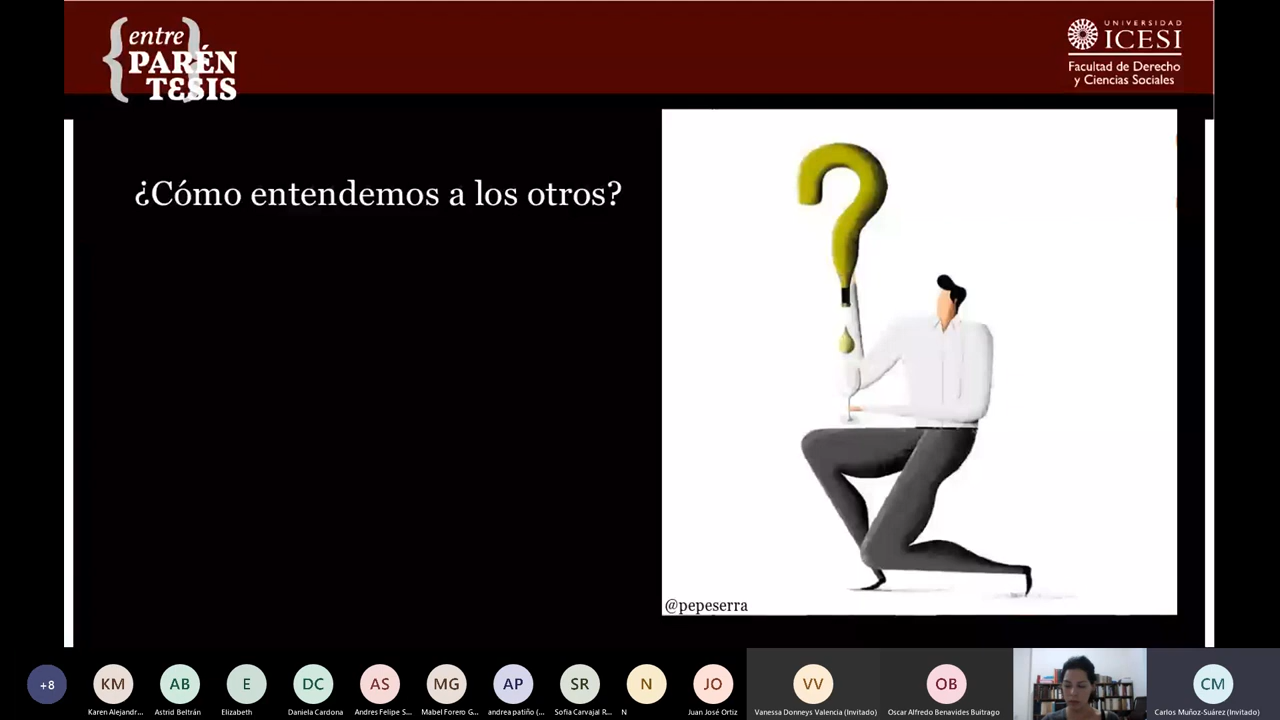 entre
PARÉN
TESIS
UNIVERSIDAD
ICESI
Facultad de Derecho
y Ciencias Sociales
¿Cómo entendemos a los otros?
@pepeserra
+8
KM
AB
E
DC
AS
MG
AP
SR
N
JO
VV
OB
CM
Karen Alejandr...
Astrid Beltrán
Elizabeth
Daniela Cardona
Andres Felipe S...
Mabel Forero G...
andrea patiño (...
Sofia Carvajal R...
N
Juan José Ortiz
Vanessa Donneys Valencia (Invitado)
Oscar Alfredo Benavides Buitrago
Carlos Muñoz-Suárez (Invitado)